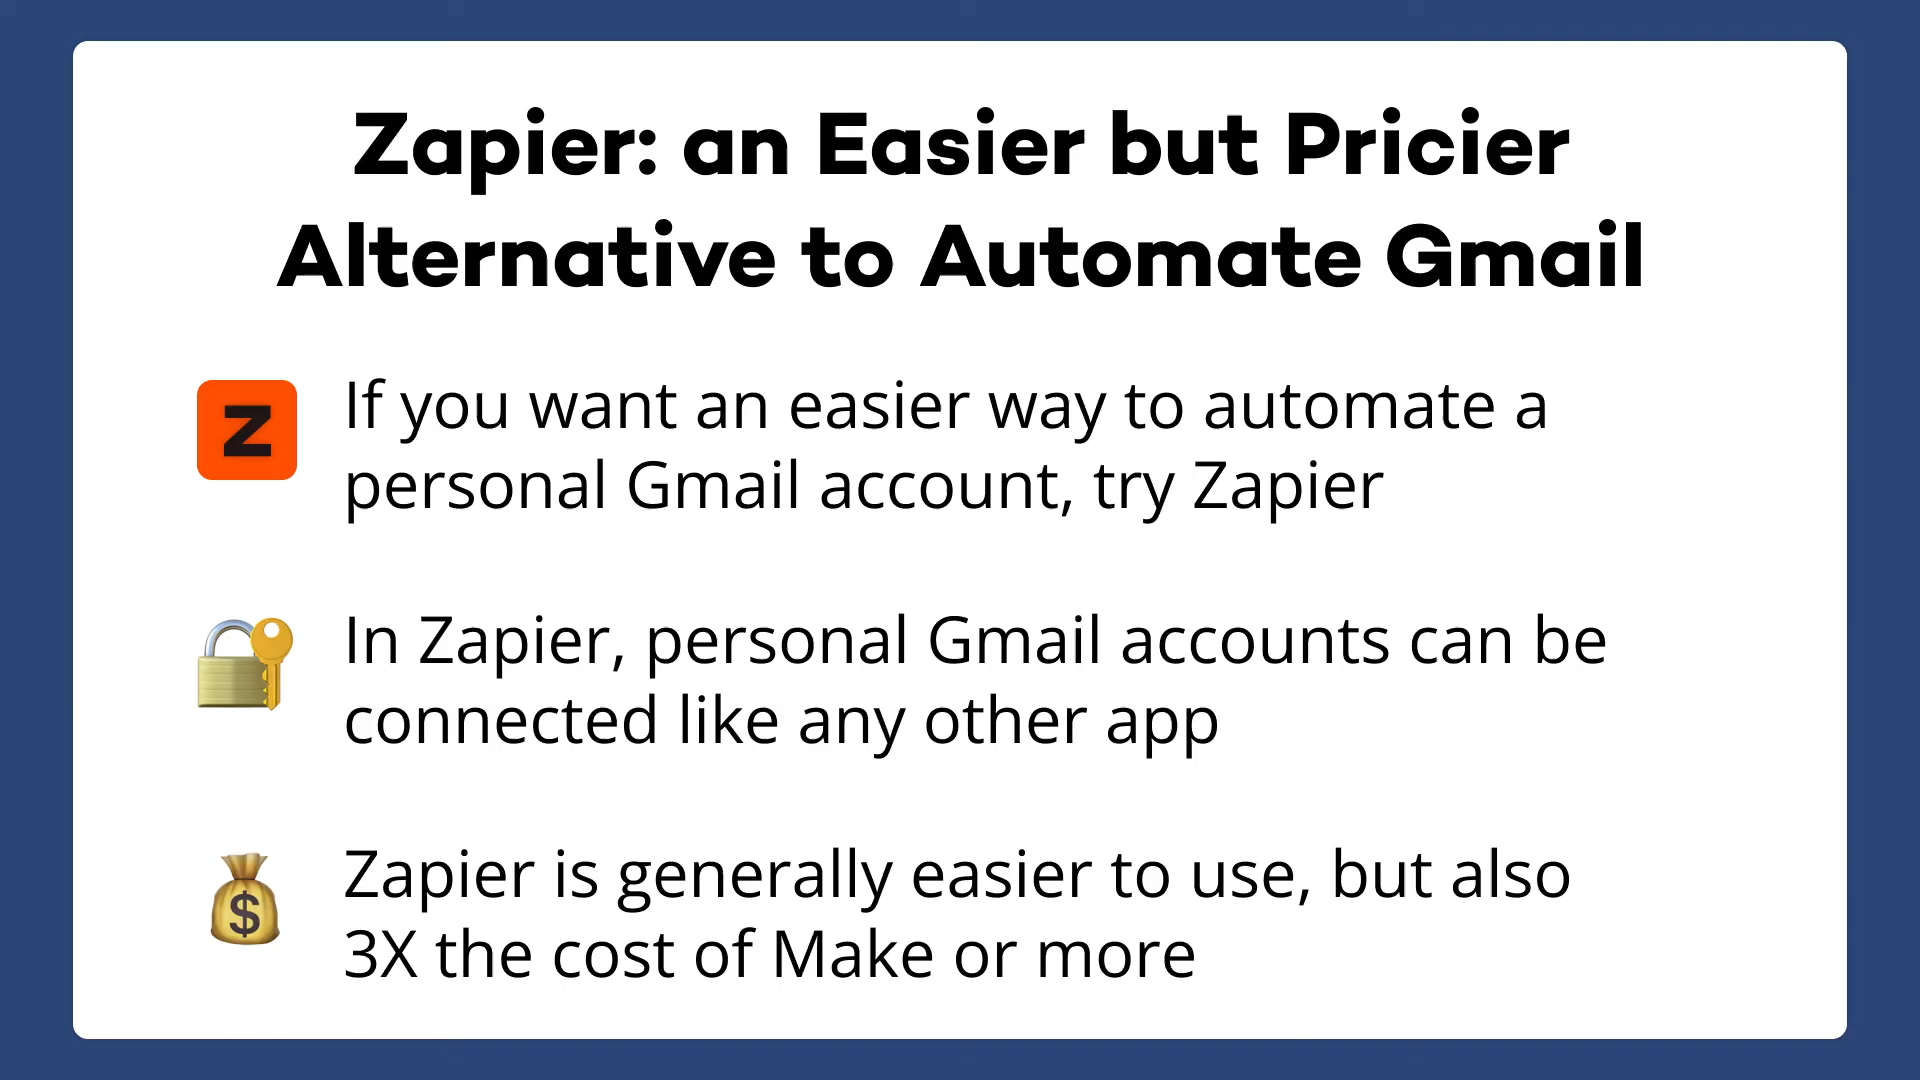 Zapier: an Easier but Pricier
Alternative to Automate Gmail
Z
If you want an easier way to automate a
personal Gmail account, try Zapier
In Zapier, personal Gmail accounts can be
connected like any other app
$
Zapier is generally easier to use, but also
3X the cost of Make or more